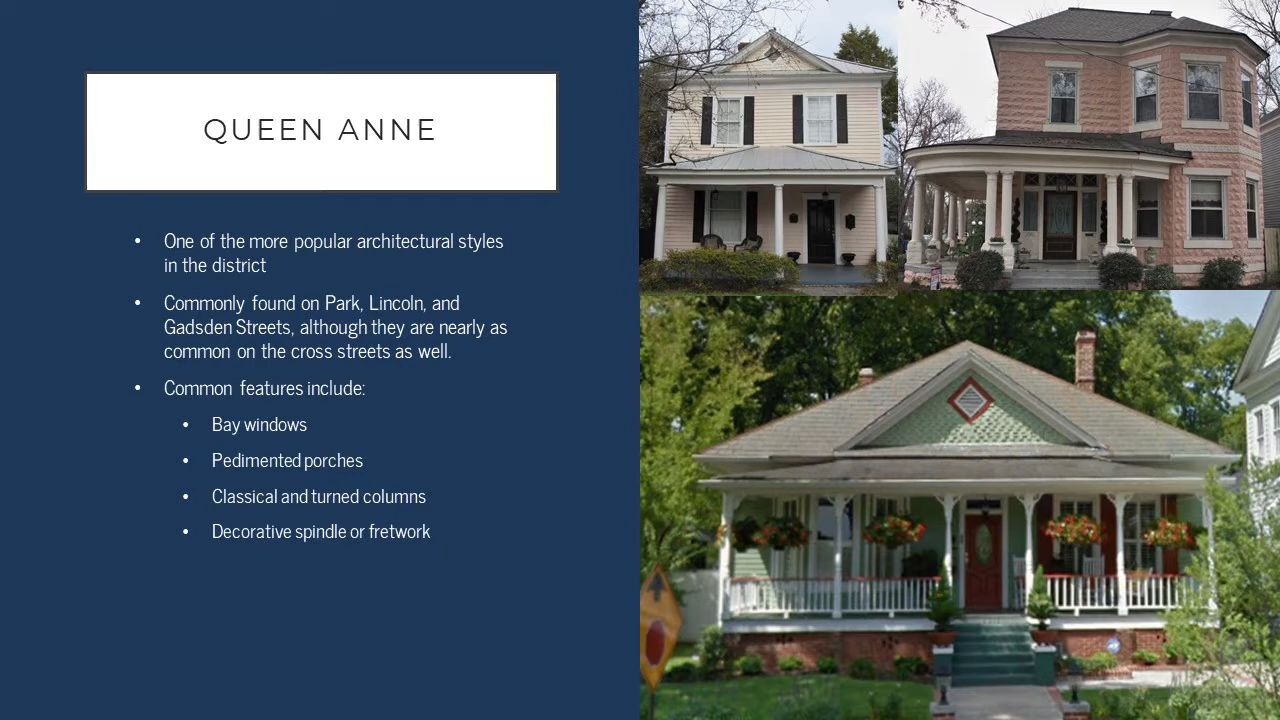 QUEEN ANNE
• One of the more popular architectural styles
in the district
• Commonly found on Park, Lincoln, and
Gadsden Streets, although they are nearly as
common on the cross streets as well.
• Common features include:
• Bay windows
• Pedimented porches
• Classical and turned columns
• Decorative spindle or fretwork